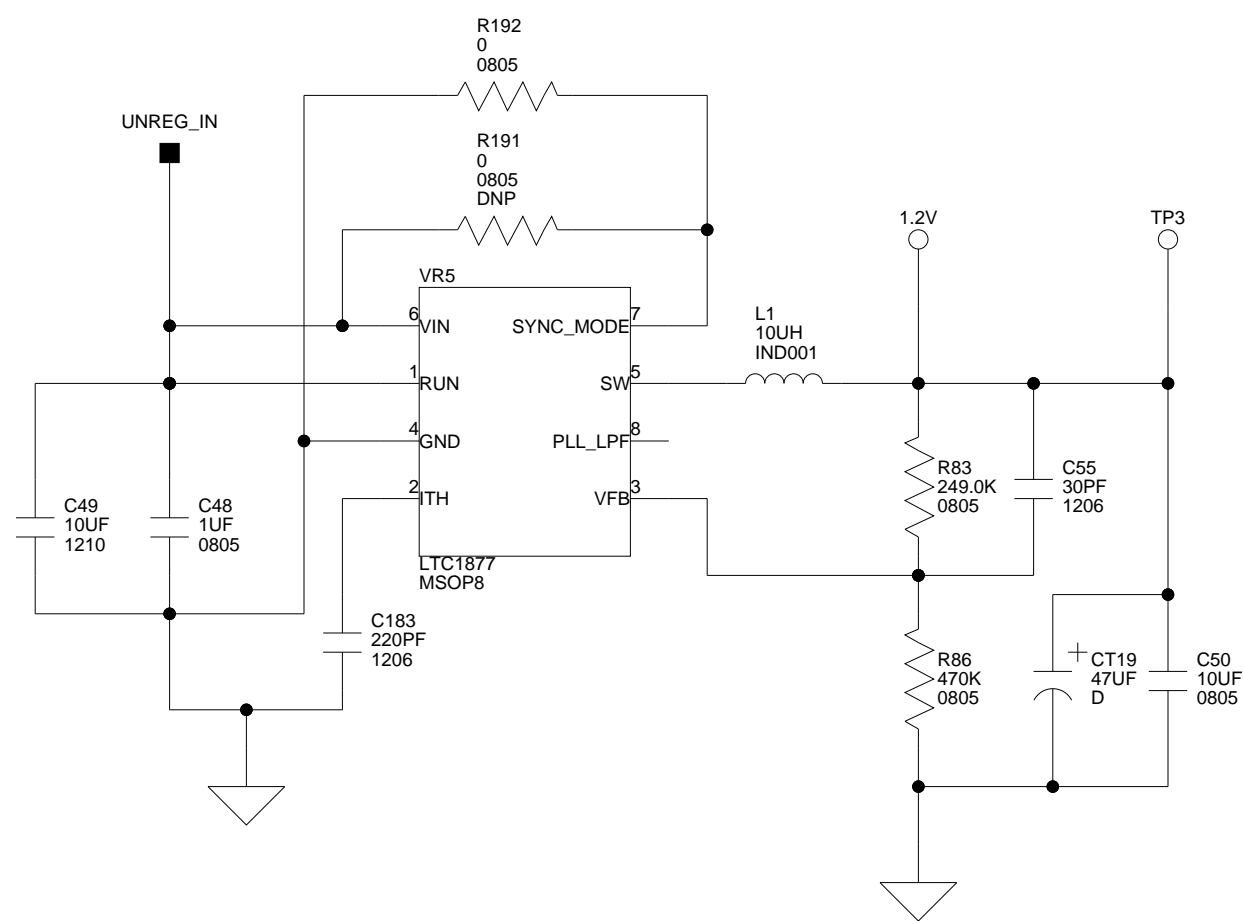 R192
0
0805
UNREG_IN
R191
0
0805
DNP
1.2V
TP3
VR5
6
VIN
SYNC_MODE
7
L1
10UH
IND001
1
RUN
SW
5
4
GND
PLL_LPF
8
2
ITH
VFB
3
R83
249.0K
0805
C55
30PF
1206
C49
10UF
1210
C48
1UF
0805
LTC1877
MSOP8
C183
220PF
1206
R86
470K
0805
+
CT19
47UF
D
C50
10UF
0805